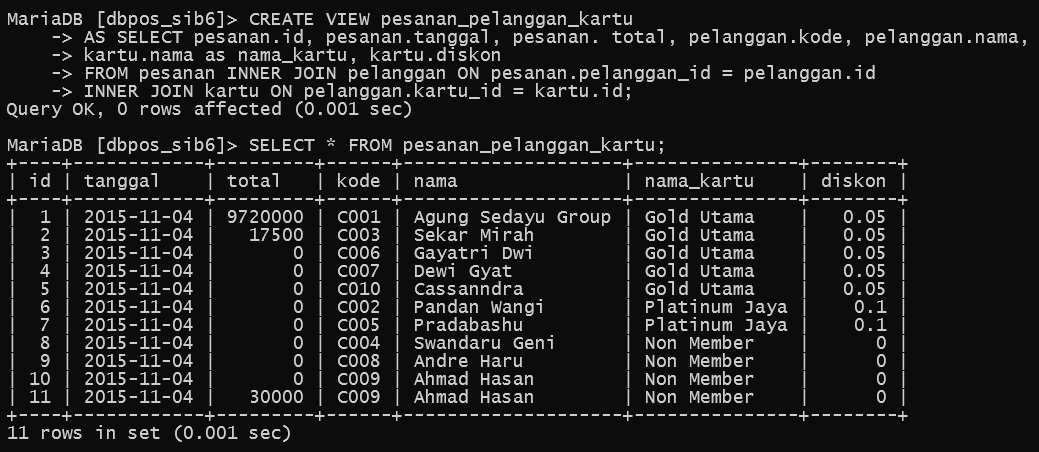 MariaDB [dbpos_sib6]> CREATE VIEW pesanan_pelanggan_kartu
    -> AS SELECT pesanan.id, pesanan.tanggal, pesanan. total, pelanggan.kode, pelanggan.nama,
    -> kartu.nama as nama_kartu, kartu.diskon
    -> FROM pesanan INNER JOIN pelanggan ON pesanan.pelanggan_id = pelanggan.id
    -> INNER JOIN kartu ON pelanggan.kartu_id = kartu.id;
Query OK, 0 rows affected (0.001 sec)

MariaDB [dbpos_sib6]> SELECT * FROM pesanan_pelanggan_kartu;
+----+------------+---------+------+--------------------+---------------+--------+
| id | tanggal    | total   | kode | nama               | nama_kartu    | diskon |
+----+------------+---------+------+--------------------+---------------+--------+
|  1 | 2015-11-04 | 9720000 | C001 | Agung Sedayu Group | Gold Utama    |   0.05 |
|  2 | 2015-11-04 |   17500 | C003 | Sekar Mirah        | Gold Utama    |   0.05 |
|  3 | 2015-11-04 |       0 | C006 | Gayatri Dwi        | Gold Utama    |   0.05 |
|  4 | 2015-11-04 |       0 | C007 | Dewi Gyat          | Gold Utama    |   0.05 |
|  5 | 2015-11-04 |       0 | C010 | Cassanndra         | Gold Utama    |   0.05 |
|  6 | 2015-11-04 |       0 | C002 | Pandan Wangi       | Platinum Jaya |    0.1 |
|  7 | 2015-11-04 |       0 | C005 | Pradabashu         | Platinum Jaya |    0.1 |
|  8 | 2015-11-04 |       0 | C004 | Swandaru Geni      | Non Member    |      0 |
|  9 | 2015-11-04 |       0 | C008 | Andre Haru         | Non Member    |      0 |
| 10 | 2015-11-04 |       0 | C009 | Ahmad Hasan        | Non Member    |      0 |
| 11 | 2015-11-04 |   30000 | C009 | Ahmad Hasan        | Non Member    |      0 |
+----+------------+---------+------+--------------------+---------------+--------+
11 rows in set (0.001 sec)